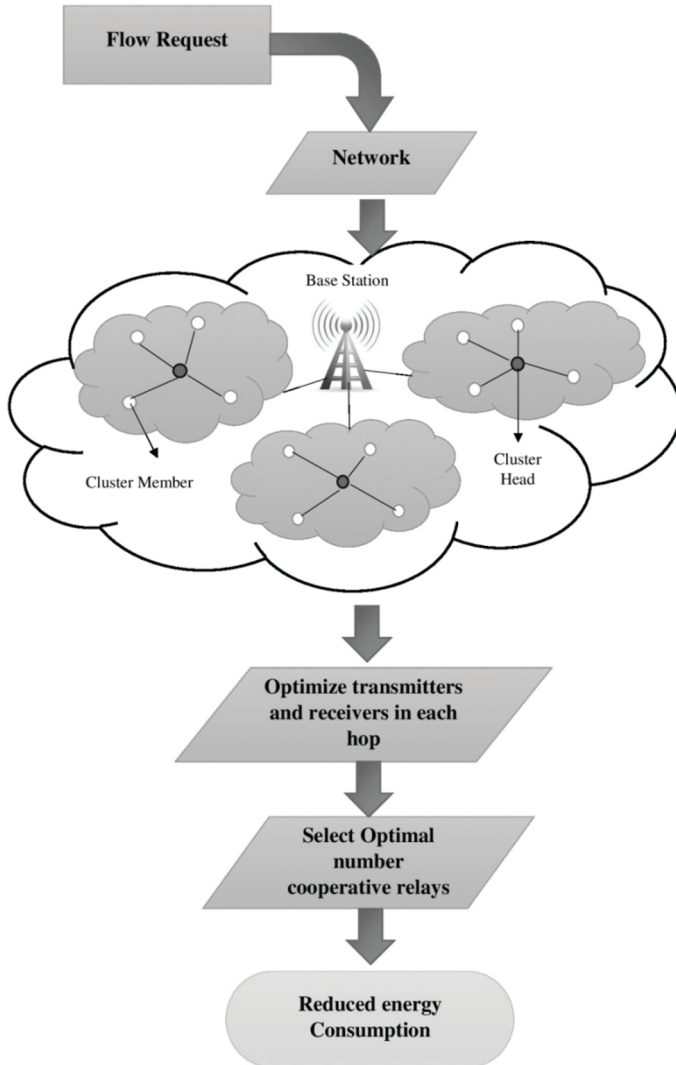 Flow Request
Network
Base Station
Cluster Member
Cluster
Head
Optimize transmitters
and receivers in each
hop
Select Optimal
number
cooperative relays
Reduced energy
Consumption